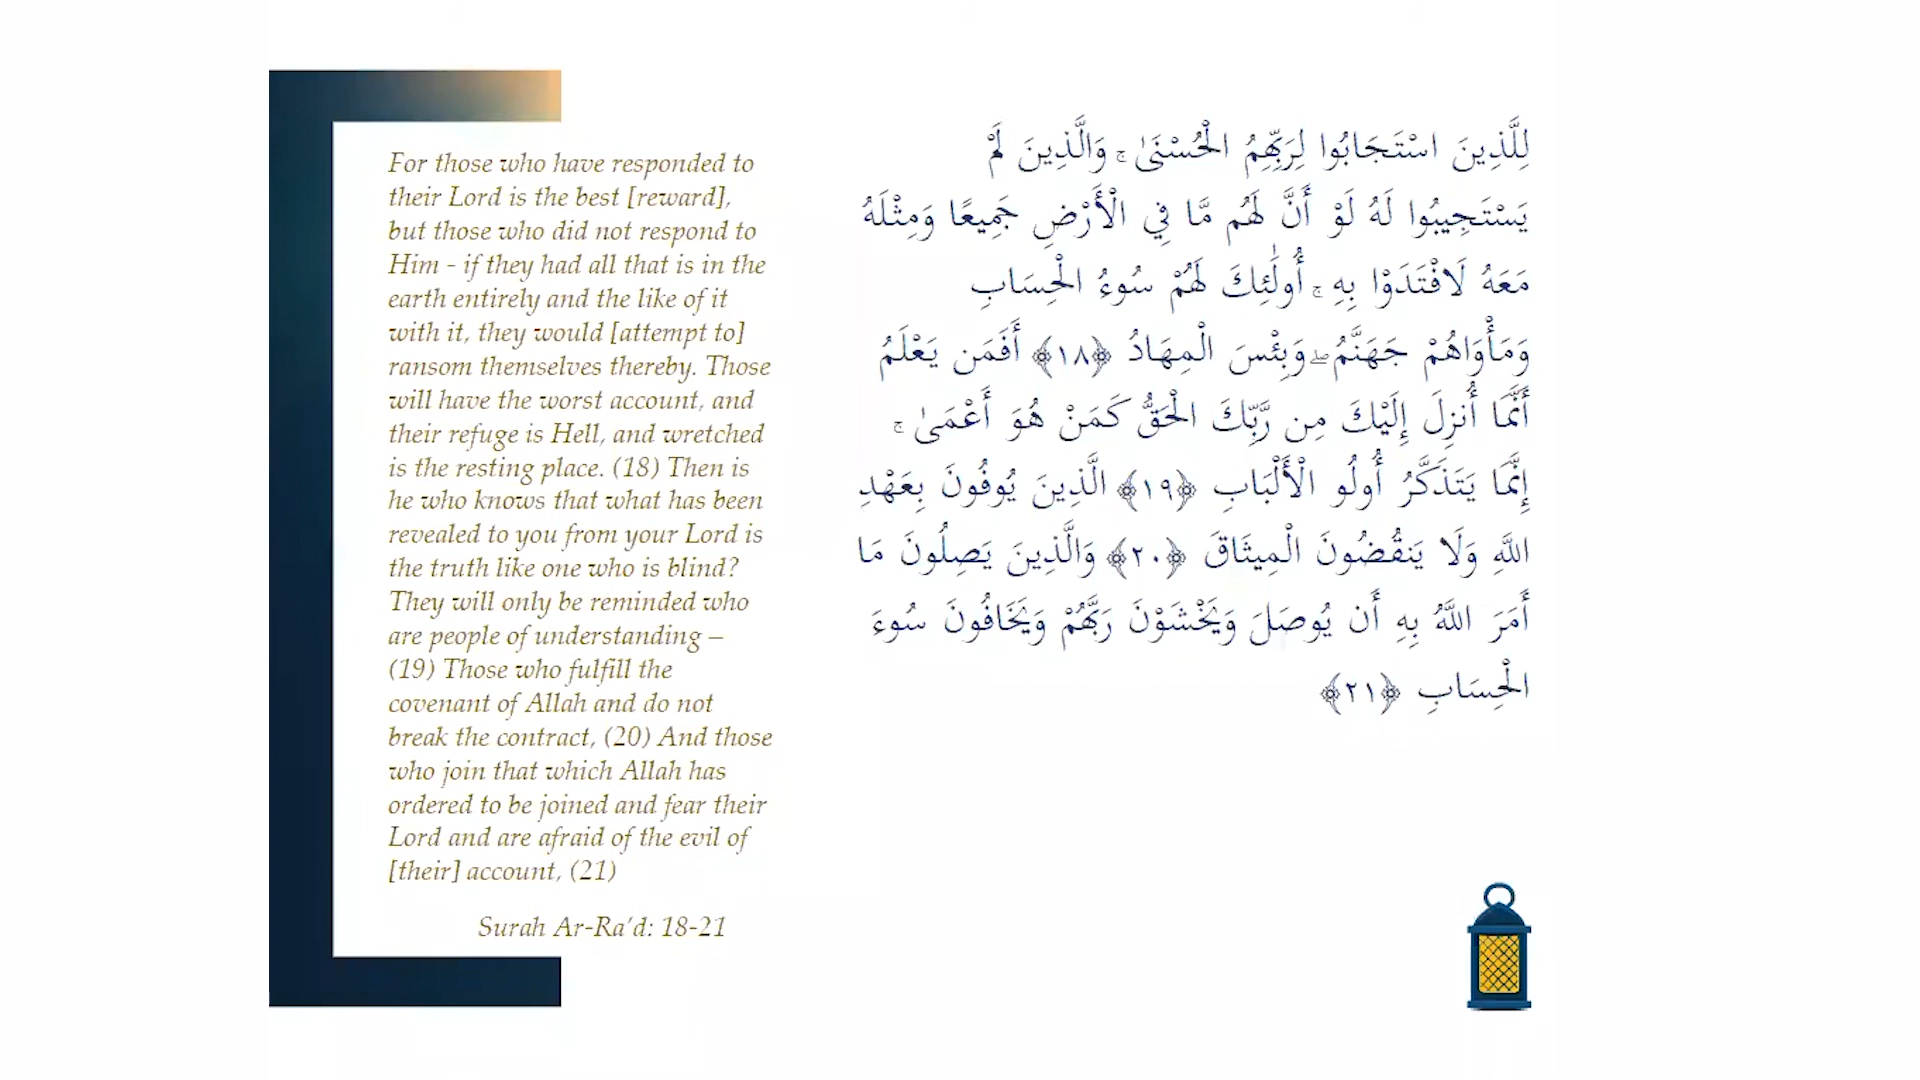 For those who have responded to
their Lord is the best [reward],
but those who did not respond to
Him - if they had all that is in the
earth entirely and the like of it
with it, they would [attempt to]
ransom themselves thereby. Those
will have the worst account, and
their refuge is Hell, and wretched
is the resting place. (18) Then is
he who knows that what has been
revealed to you from your Lord is
the truth like one who is blind?
They will only be reminded who
are people of understanding –
(19) Those who fulfill the
covenant of Allah and do not
break the contract, (20) And those
who join that which Allah has
ordered to be joined and fear their
Lord and are afraid of the evil of
[their] account, (21)
Surah Ar-Ra’d: 18-21
لِلَّذِينَ اسْتَجَابُوا لِرَبِّهِمُ الْحُسْنَىٰ ۚ وَالَّذِينَ لَمْ
يَسْتَجِيبُوا لَهُ لَوْ أَنَّ لَهُم مَّا فِي الْأَرْضِ جَمِيعًا وَمِثْلَهُ
مَعَهُ لَافْتَدَوْا بِهِ ۚ أُولَٰئِكَ لَهُمْ سُوءُ الْحِسَابِ
وَمَأْوَاهُمْ جَهَنَّمُ ۖ وَبِئْسَ الْمِهَادُ ﴿١٨﴾ أَفَمَن يَعْلَمُ
أَنَّمَا أُنزِلَ إِلَيْكَ مِن رَّبِّكَ الْحَقُّ كَمَنْ هُوَ أَعْمَىٰ ۚ
إِنَّمَا يَتَذَكَّرُ أُولُو الْأَلْبَابِ ﴿١٩﴾ الَّذِينَ يُوفُونَ بِعَهْدِ
اللَّهِ وَلَا يَنقُضُونَ الْمِيثَاقَ ﴿٢٠﴾ وَالَّذِينَ يَصِلُونَ مَا
أَمَرَ اللَّهُ بِهِ أَن يُوصَلَ وَيَخْشَوْنَ رَبَّهُمْ وَيَخَافُونَ سُوءَ
الْحِسَابِ ﴿٢١﴾